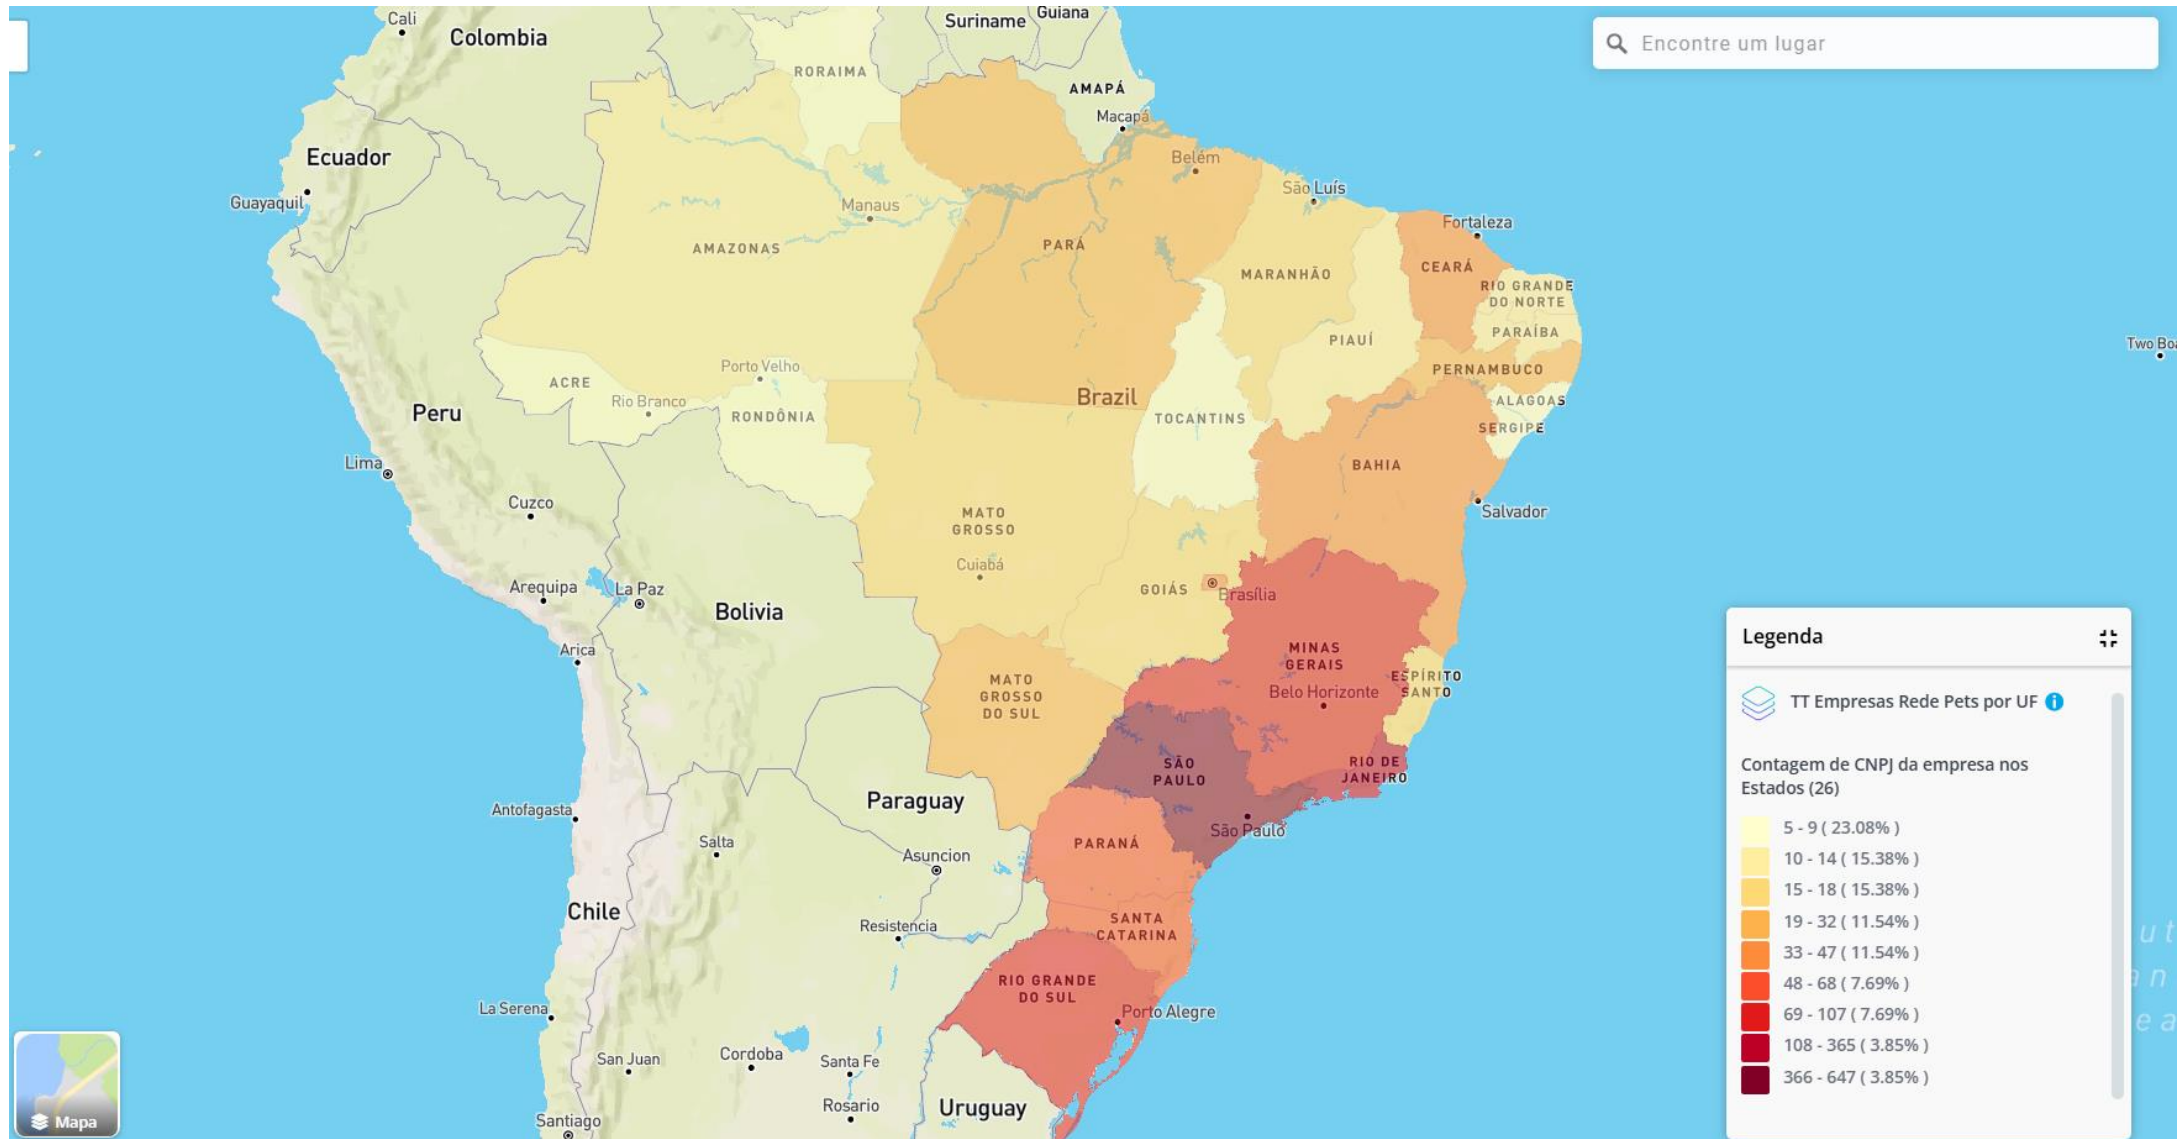 Cali
Colombia
Suriname
Guiana
Encontre um lugar
RORAIMA
AMAPÁ
Macapá
Ecuador
Belém
Guayaquil
Manaus
São Luís
Fortaleza
AMAZONAS
PARÁ
MARANHÃO
CEARÁ
RIO GRANDE
DO NORTE
PARAÍBA
PIAUÍ
Two Boa
Porto Velho
PERNAMBUCO
ACRE
Rio Branco
RONDÔNIA
Brazil
TOCANTINS
ALAGOAS
SERGIPE
Peru
Lima
BAHIA
Cuzco
MATO
GROSSO
Salvador
Cuiabá
Arequipa
La Paz
GOIÁS
Brasília
Bolivia
Arica
MINAS
GERAIS
Belo Horizonte
ESPÍRITO
SANTO
MATO
GROSSO
DO SUL
SÃO
PAULO
RIO DE
JANEIRO
Antofagasta
Paraguay
São Paulo
Salta
PARANÁ
Asuncion
Chile
Resistencia
SANTA
CATARINA
RIO GRANDE
DO SUL
La Serena
Porto Alegre
San Juan
Cordoba
Santa Fe
Rosario
Uruguay
Santiago
Mapa
Legenda
TT Empresas Rede Pets por UF
Contagem de CNPJ da empresa nos
Estados (26)
5 - 9 ( 23.08% )
10 - 14 ( 15.38% )
15 - 18 ( 15.38% )
19 - 32 ( 11.54% )
33 - 47 ( 11.54% )
48 - 68 ( 7.69% )
69 - 107 ( 7.69% )
108 - 365 ( 3.85% )
366 - 647 ( 3.85% )